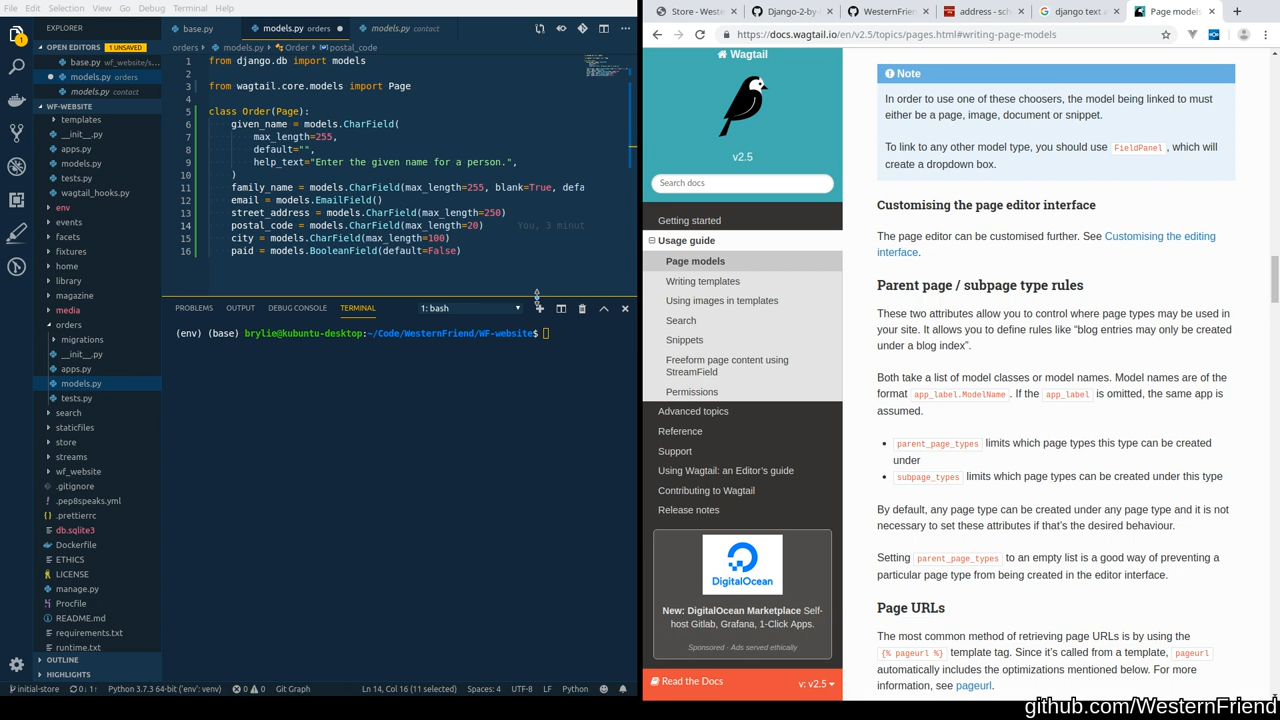 File Edit Selection View Go Debug Terminal Help
EXPLORER
OPEN EDITORS 1 UNSAVED
base.py wf_website/s...
models.py orders
models.py contact
WF-WEBSITE
templates
__init__.py
apps.py
models.py
tests.py
wagtail_hooks.py
env
events
facets
fixtures
home
library
magazine
media
orders
migrations
__init__.py
apps.py
models.py
tests.py
search
staticfiles
store
streams
wf_website
.gitignore
.pep8speaks.yml
.prettierrc
db.sqlite3
Dockerfile
ETHICS
LICENSE
manage.py
Procfile
README.md
requirements.txt
runtime.txt
OUTLINE
HIGHLIGHTS
base.py
models.py orders
models.py contact
orders models.py Order postal_code
1 from django.db import models
2
3 from wagtail.core.models import Page
4
5 class Order(Page):
6 given_name = models.CharField(
7 max_length=255,
8 default="",
9 help_text="Enter the given name for a person.",
10 )
11 family_name = models.CharField(max_length=255, blank=True, defa
12 email = models.EmailField()
13 street_address = models.CharField(max_length=250)
14 postal_code = models.CharField(max_length=20) You, 3 minut
15 city = models.CharField(max_length=100)
16 paid = models.BooleanField(default=False)
PROBLEMS OUTPUT DEBUG CONSOLE TERMINAL 1: bash
(env) (base) brylie@kubuntu-desktop:~/Code/WesternFriend/WF-website$
initial-store 0↓ 1↑ Python 3.7.3 64-bit ('env': venv) 0 0 Git Graph Ln 14, Col 16 (11 selected) Spaces: 4 UTF-8 LF Python
Store - Weste
Django-2-by-
WesternFrien
address - sch
django text a
Page models
https://docs.wagtail.io/en/v2.5/topics/pages.html#writing-page-models
Wagtail
v2.5
Search docs
Getting started
Usage guide
Page models
Writing templates
Using images in templates
Search
Snippets
Freeform page content using
StreamField
Permissions
Advanced topics
Reference
Support
Using Wagtail: an Editor's guide
Contributing to Wagtail
Release notes
DigitalOcean
New: DigitalOcean Marketplace Self-
host Gitlab, Grafana, 1-Click Apps.
Sponsored · Ads served ethically
Read the Docs v: v2.5
Note
In order to use one of these choosers, the model being linked to must
either be a page, image, document or snippet.
To link to any other model type, you should use FieldPanel , which will
create a dropdown box.
Customising the page editor interface
The page editor can be customised further. See Customising the editing
interface.
Parent page / subpage type rules
These two attributes allow you to control where page types may be used in
your site. It allows you to define rules like "blog entries may only be created
under a blog index".
Both take a list of model classes or model names. Model names are of the
format app_label.ModelName . If the app_label is omitted, the same app is
assumed.
parent_page_types limits which page types this type can be created
under
subpage_types limits which page types can be created under this type
By default, any page type can be created under any page type and it is not
necessary to set these attributes if that's the desired behaviour.
Setting parent_page_types to an empty list is a good way of preventing a
particular page type from being created in the editor interface.
Page URLs
The most common method of retrieving page URLs is by using the
{% pageurl %} template tag. Since it's called from a template, pageurl
automatically includes the optimizations mentioned below. For more
information, see pageurl.
github.com/WesternFriend